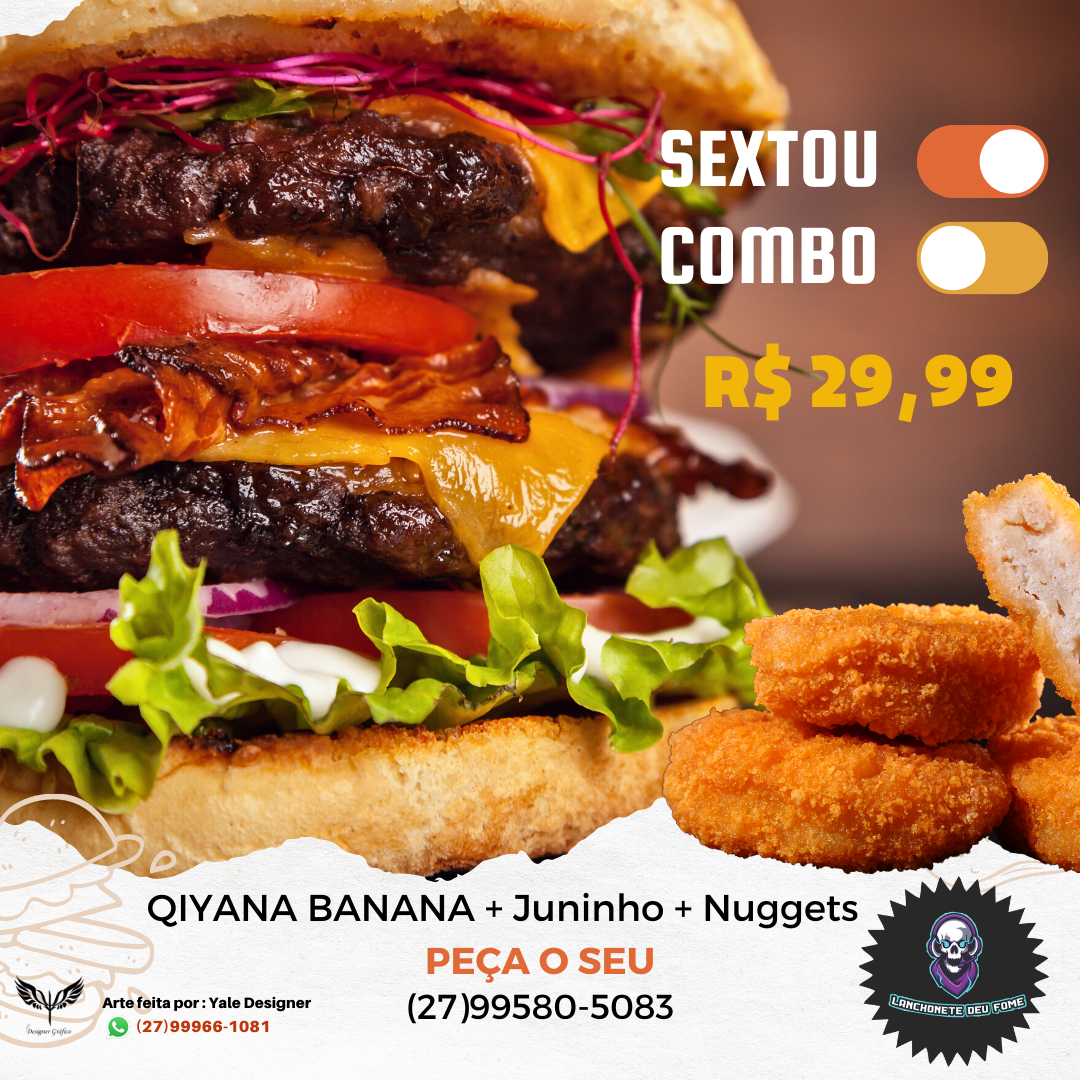 SEXTOU
COMBO
R$ 29,99
QIYANA BANANA + Juninho + Nuggets
PEÇA O SEU
(27)99580-5083
Arte feita por : Yale Designer
(27)99966-1081
Designer Gráfico
LANCHONETE DEU FOME